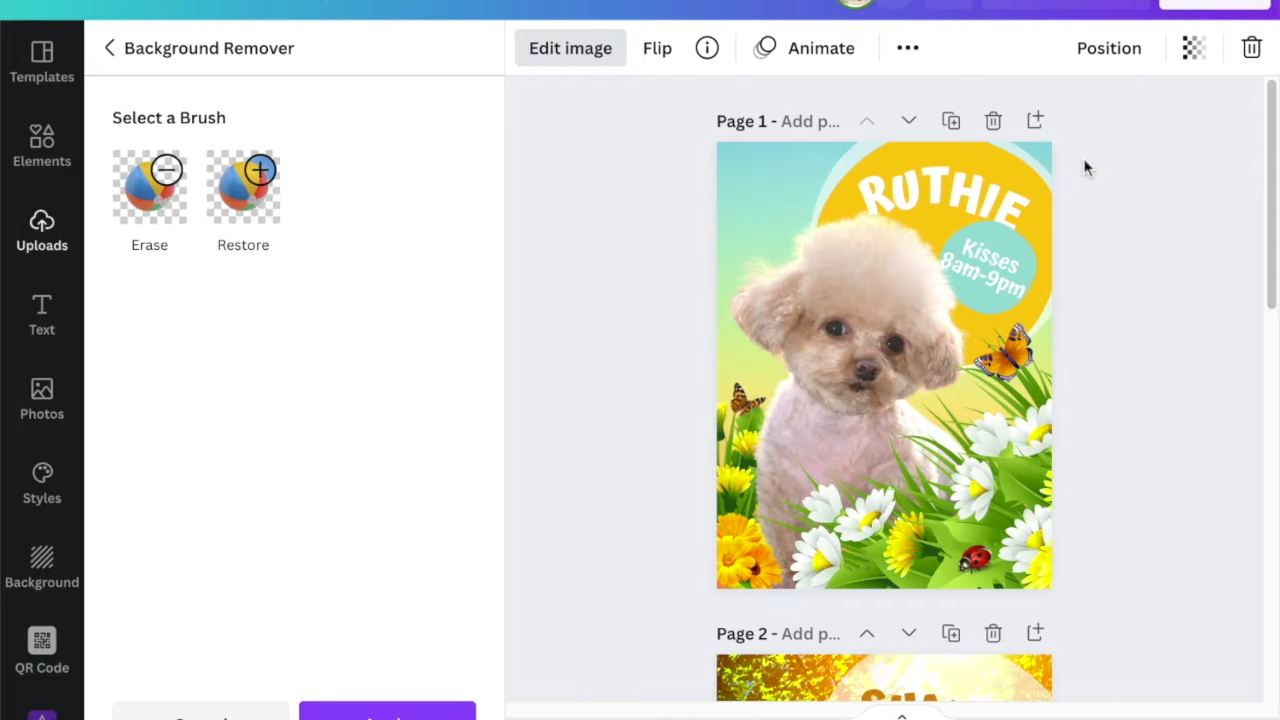 Templates
Elements
Uploads
Text
Photos
Styles
Background
QR Code
Background Remover
Select a Brush
Erase
Restore
Edit image
Flip
Animate
Position
Page 1 - Add p...
RUTHIE
Kisses
8am-9pm
Page 2 - Add p...